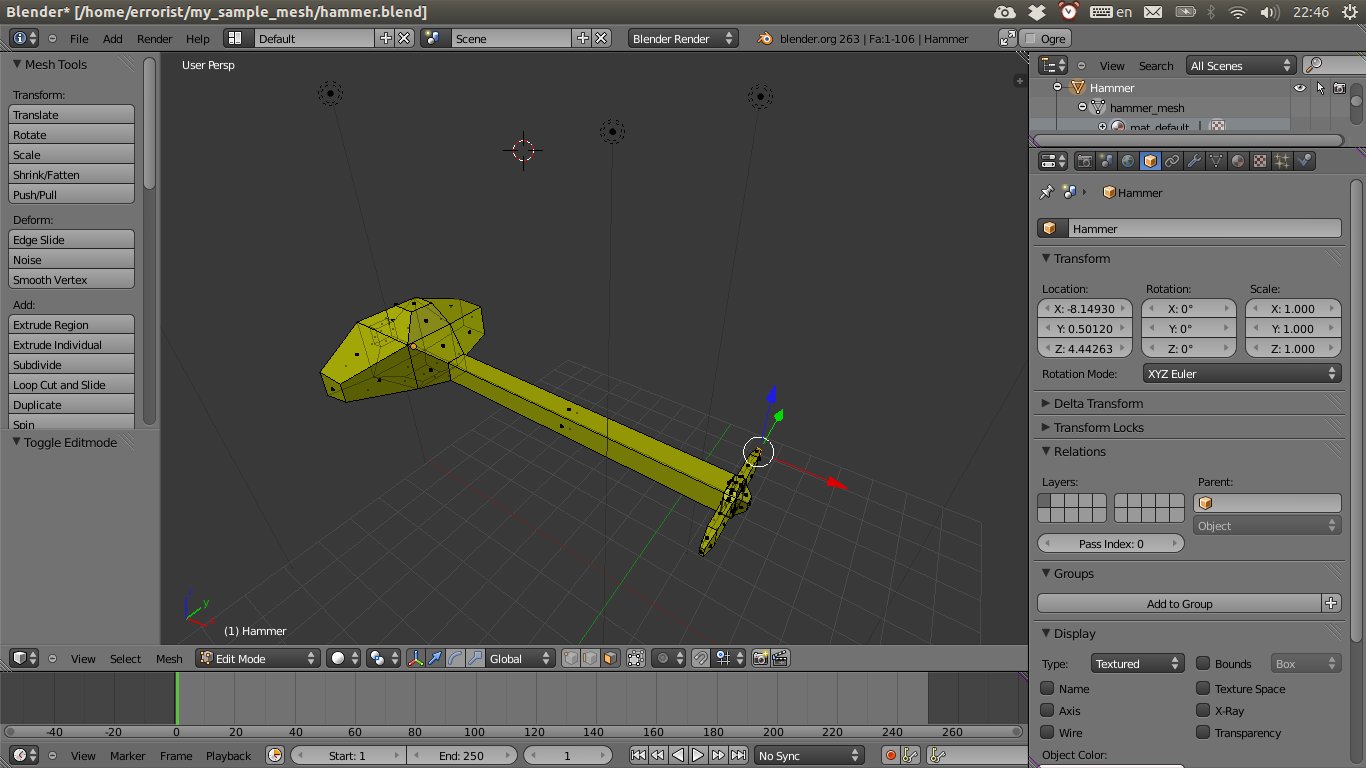 Blender* [/home/errorist/my_sample_mesh/hammer.blend]
en 22:46
File Add Render Help Default Scene Blender Render blender.org 263 | Fa:1-106 | Hammer Ogre
Mesh Tools
Transform:
Translate
Rotate
Scale
Shrink/Fatten
Push/Pull
Deform:
Edge Slide
Noise
Smooth Vertex
Add:
Extrude Region
Extrude Individual
Subdivide
Loop Cut and Slide
Duplicate
Spin
Toggle Editmode
User Persp
z
y
x
(1) Hammer
View Select Mesh Edit Mode Global
-40 -20 0 20 40 60 80 100 120 140 160 180 200 220 240 260
View Marker Frame Playback Start: 1 End: 250 1 No Sync
View Search All Scenes
Hammer
hammer_mesh
mat_default
Hammer
Hammer
Transform
Location: Rotation: Scale:
X: -8.14930 X: 0° X: 1.000
Y: 0.50120 Y: 0° Y: 1.000
Z: 4.44263 Z: 0° Z: 1.000
Rotation Mode: XYZ Euler
Delta Transform
Transform Locks
Relations
Layers: Parent:
Object
Pass Index: 0
Groups
Add to Group
Display
Type: Textured Bounds Box
Name Texture Space
Axis X-Ray
Wire Transparency
Object Color: